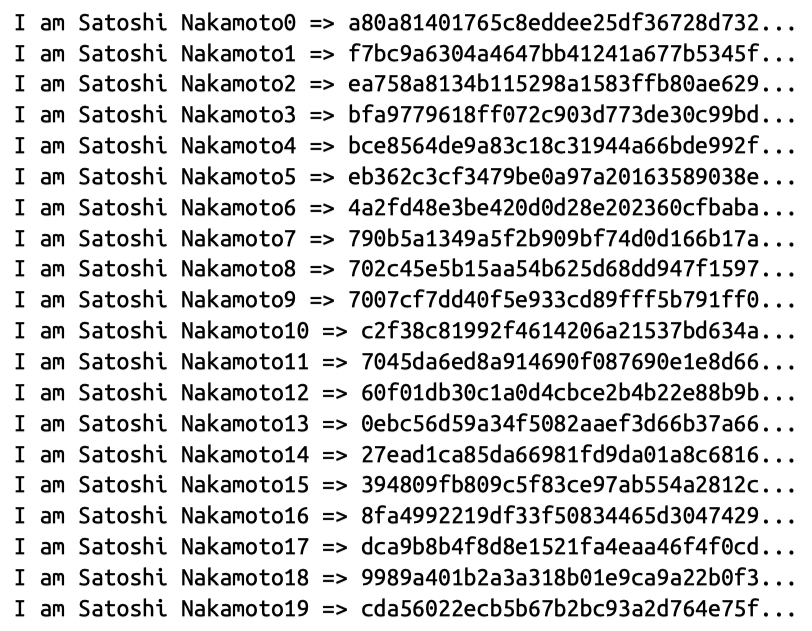 I am Satoshi Nakamoto0 => a80a81401765c8eddee25df36728d732...
I am Satoshi Nakamoto1 => f7bc9a6304a4647bb41241a677b5345f...
I am Satoshi Nakamoto2 => ea758a8134b115298a1583ffb80ae629...
I am Satoshi Nakamoto3 => bfa9779618ff072c903d773de30c99bd...
I am Satoshi Nakamoto4 => bce8564de9a83c18c31944a66bde992f...
I am Satoshi Nakamoto5 => eb362c3cf3479be0a97a20163589038e...
I am Satoshi Nakamoto6 => 4a2fd48e3be420d0d28e202360cfbaba...
I am Satoshi Nakamoto7 => 790b5a1349a5f2b909bf74d0d166b17a...
I am Satoshi Nakamoto8 => 702c45e5b15aa54b625d68dd947f1597...
I am Satoshi Nakamoto9 => 7007cf7dd40f5e933cd89fff5b791ff0...
I am Satoshi Nakamoto10 => c2f38c81992f4614206a21537bd634a...
I am Satoshi Nakamoto11 => 7045da6ed8a914690f087690e1e8d66...
I am Satoshi Nakamoto12 => 60f01db30c1a0d4cbce2b4b22e88b9b...
I am Satoshi Nakamoto13 => 0ebc56d59a34f5082aaef3d66b37a66...
I am Satoshi Nakamoto14 => 27ead1ca85da66981fd9da01a8c6816...
I am Satoshi Nakamoto15 => 394809fb809c5f83ce97ab554a2812c...
I am Satoshi Nakamoto16 => 8fa4992219df33f50834465d3047429...
I am Satoshi Nakamoto17 => dca9b8b4f8d8e1521fa4eaa46f4f0cd...
I am Satoshi Nakamoto18 => 9989a401b2a3a318b01e9ca9a22b0f3...
I am Satoshi Nakamoto19 => cda56022ecb5b67b2bc93a2d764e75f...